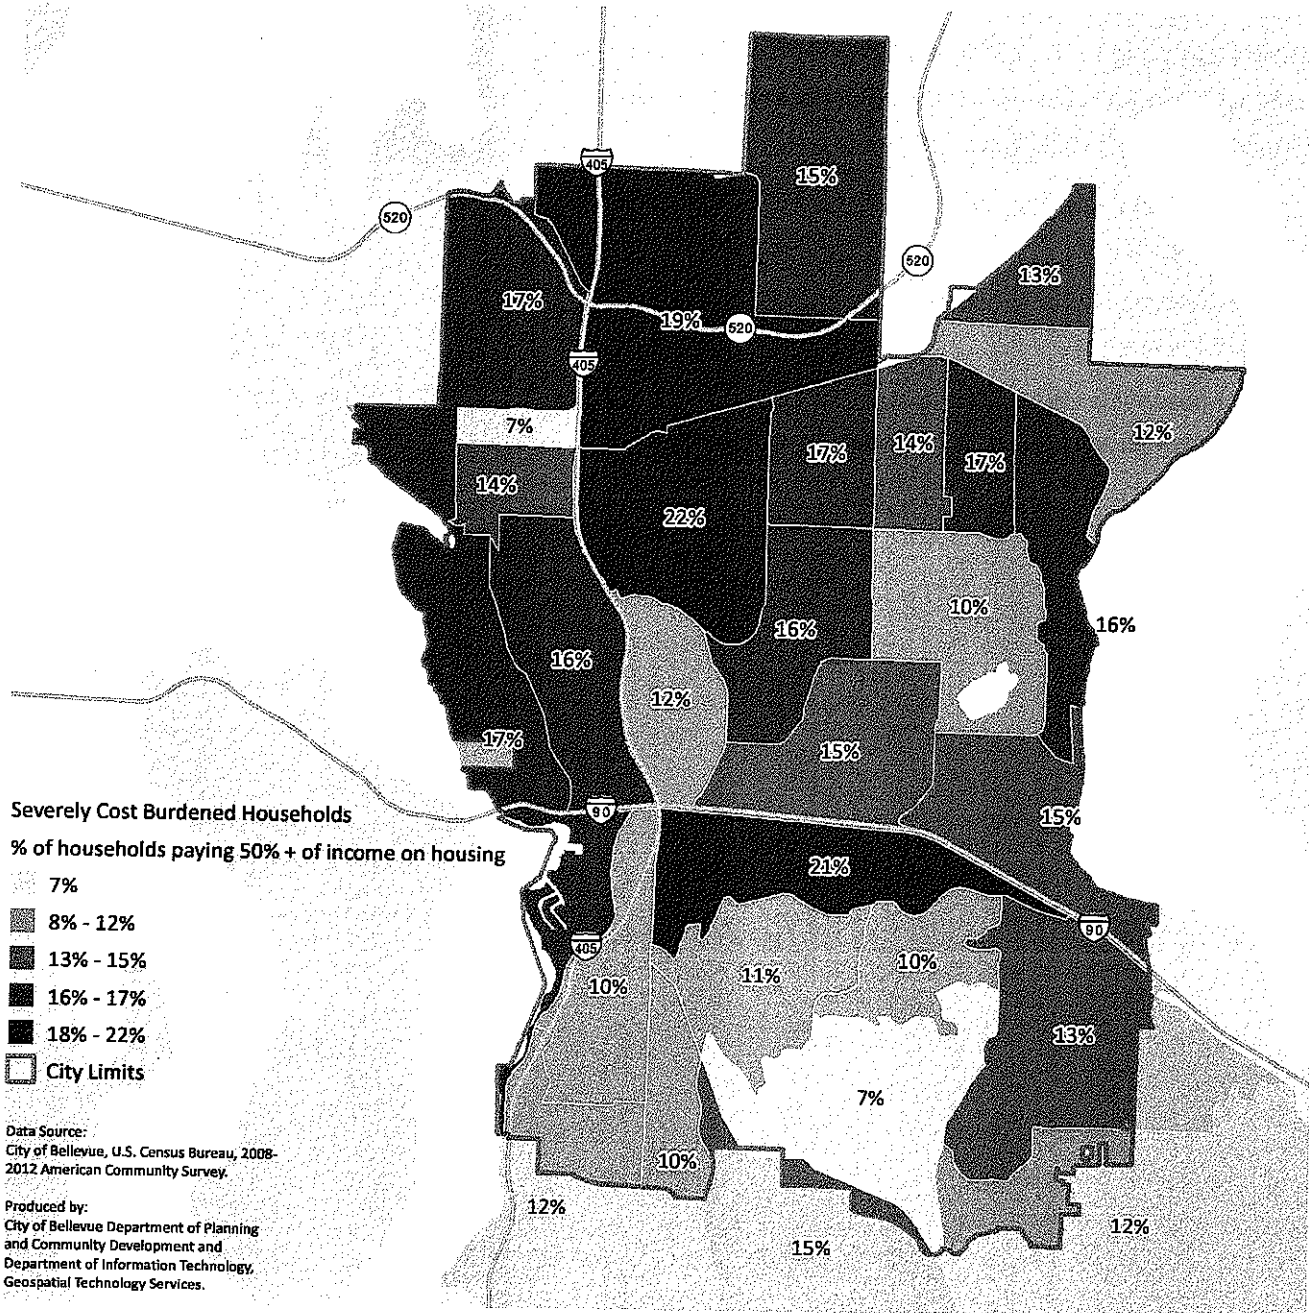 405
15%
520
520
13%
17%
19%
520
405
7%
12%
17%
14%
17%
14%
22%
10%
16%
16%
16%
12%
17%
15%
Severely Cost Burdened Households
90
15%
% of households paying 50% + of income on housing
21%
7%
8% - 12%
90
405
13% - 15%
11%
10%
10%
16% - 17%
18% - 22%
13%
City Limits
7%
Data Source:
City of Bellevue, U.S. Census Bureau, 2008-
2012 American Community Survey.
10%
Produced by:
City of Bellevue Department of Planning
and Community Development and
Department of Information Technology,
Geospatial Technology Services.
12%
12%
15%